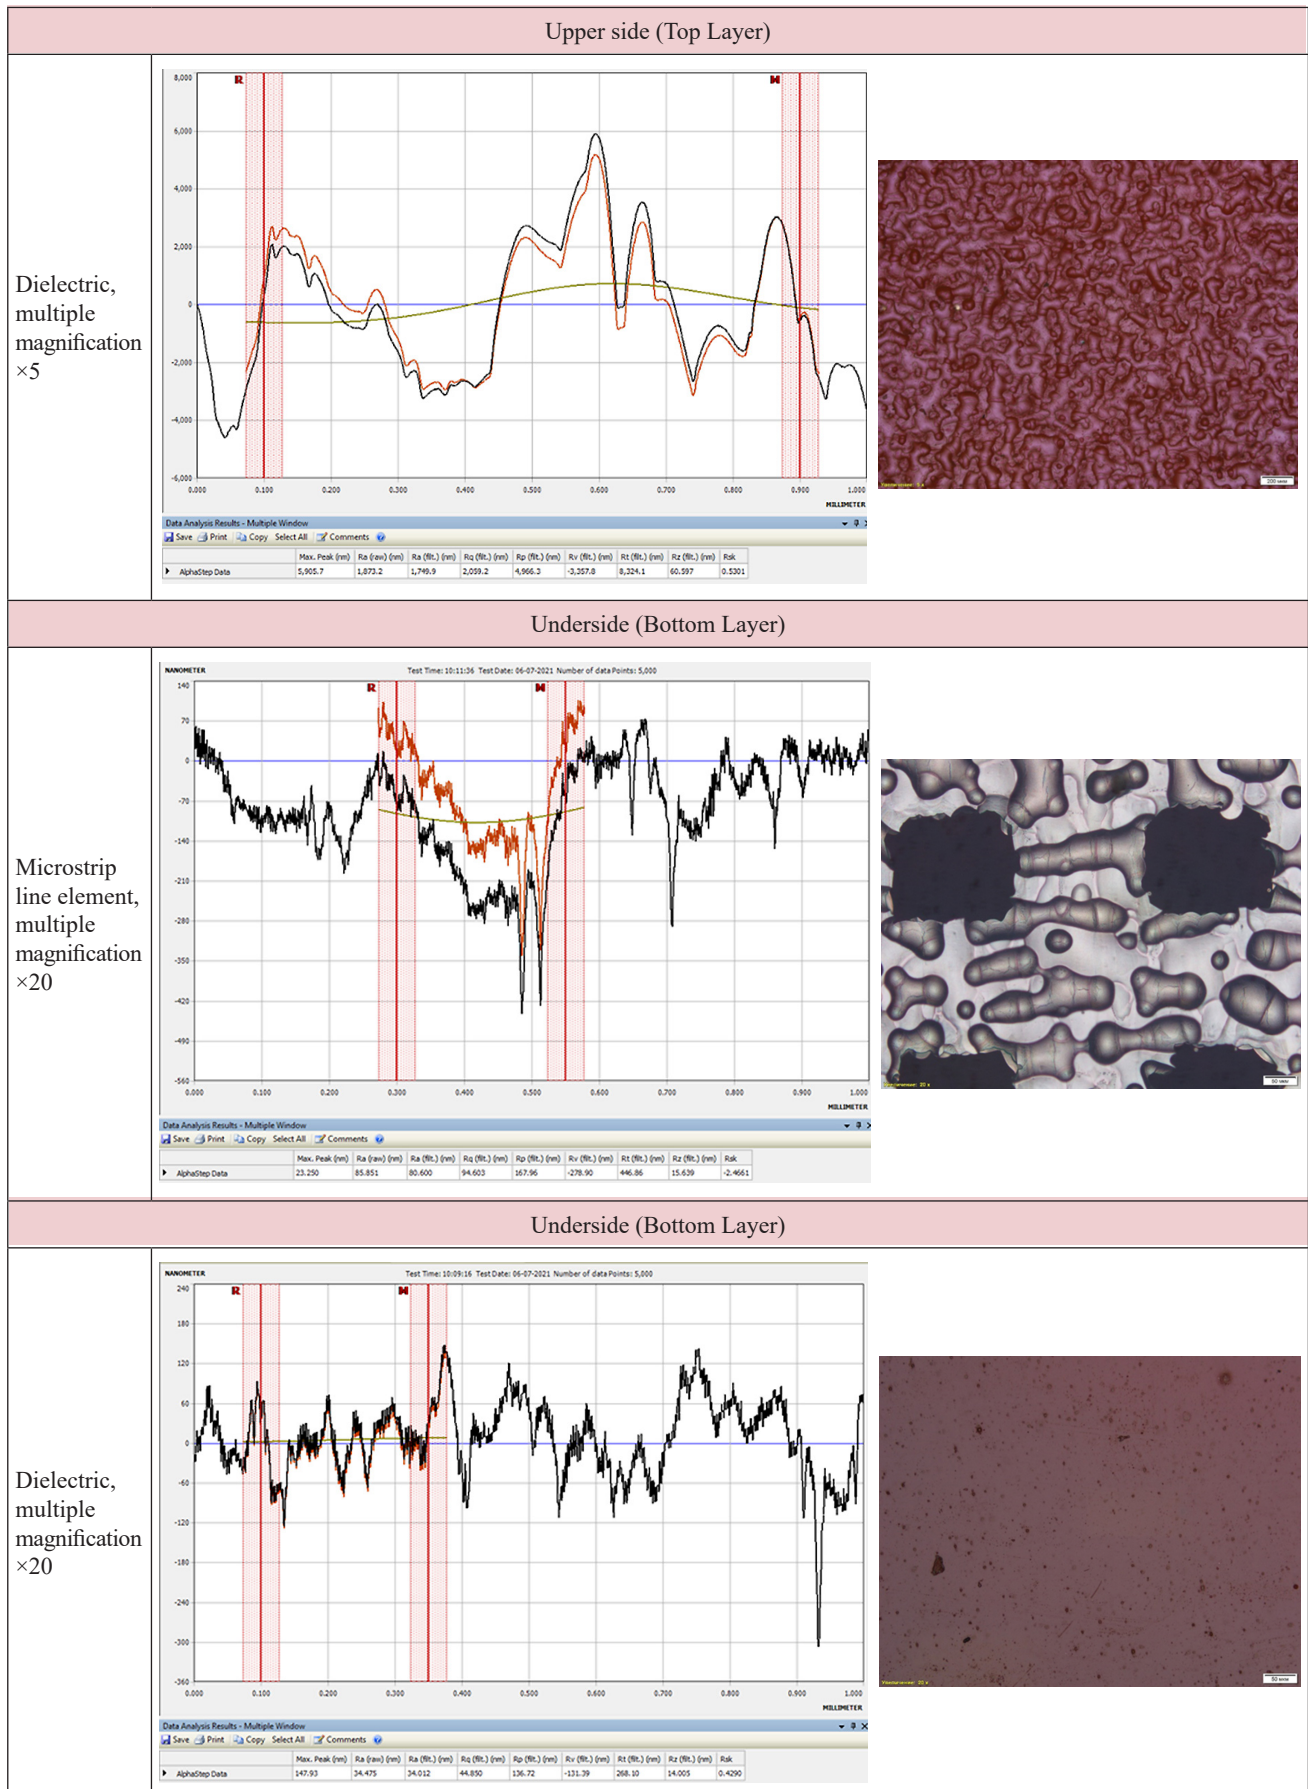 Upper side (Top Layer)
Dielectric,
multiple
magnification
×5
R
M
8,000
6,000
4,000
2,000
0
-2,000
-4,000
-6,000
0.000 0.100 0.200 0.300 0.400 0.500 0.600 0.700 0.800 0.900 1.000
MILLIMETER
Data Analysis Results - Multiple Window
Save Print Copy Select All Comments
Max. Peak (nm) Ra (raw) (nm) Ra (filt.) (nm) Rq (filt.) (nm) Rp (filt.) (nm) Rv (filt.) (nm) Rt (filt.) (nm) Rz (filt.) (nm) Rsk
AlphaStep Data 5,905.7 1,873.2 1,749.9 2,059.2 4,966.3 -3,357.8 8,324.1 60.597 0.5301
Underside (Bottom Layer)
Microstrip
line element,
multiple
magnification
×20
NANOMETER Test Time: 10:11:36 Test Date: 06-07-2021 Number of data Points: 5,000
R
M
140
70
0
-70
-140
-210
-280
-350
-420
-490
-560
0.000 0.100 0.200 0.300 0.400 0.500 0.600 0.700 0.800 0.900 1.000
MILLIMETER
Data Analysis Results - Multiple Window
Save Print Copy Select All Comments
Max. Peak (nm) Ra (raw) (nm) Ra (filt.) (nm) Rq (filt.) (nm) Rp (filt.) (nm) Rv (filt.) (nm) Rt (filt.) (nm) Rz (filt.) (nm) Rsk
AlphaStep Data 23.250 85.851 80.600 94.603 167.96 -278.90 446.86 15.639 -2.4661
Underside (Bottom Layer)
Dielectric,
multiple
magnification
×20
NANOMETER Test Time: 10:09:16 Test Date: 06-07-2021 Number of data Points: 5,000
R
M
240
180
120
60
0
-60
-120
-180
-240
-300
-360
0.000 0.100 0.200 0.300 0.400 0.500 0.600 0.700 0.800 0.900 1.000
MILLIMETER
Data Analysis Results - Multiple Window
Save Print Copy Select All Comments
Max. Peak (nm) Ra (raw) (nm) Ra (filt.) (nm) Rq (filt.) (nm) Rp (filt.) (nm) Rv (filt.) (nm) Rt (filt.) (nm) Rz (filt.) (nm) Rsk
AlphaStep Data 147.93 34.475 34.012 44.850 136.72 -131.39 268.10 14.005 0.4290